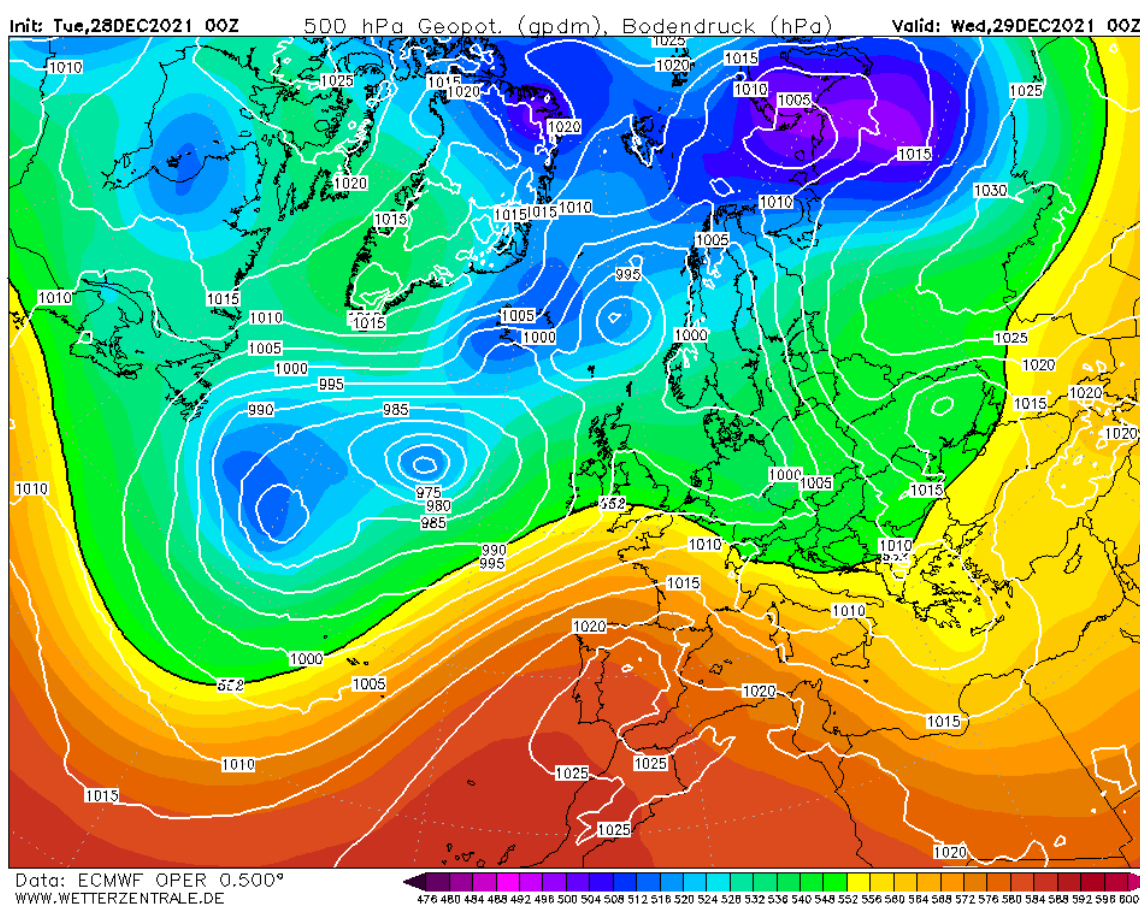 Init: Tue,28DEC2021 00Z 500 hPa Geopot. (gpdm), Bodendruck (hPa) Valid: Wed,29DEC2021 00Z
1025
1010 1025 1015 1020 1020 1015 1025
1020 1010 1005
1020
1015
1020 1030
1015 1015 1015 1010 1010
1005
995
1010 1015
1015 1010 1005
1005 1000 1000 1025
1000 1020
995 1020
990 985 1015
1020
1000 1005
1010 975 1015
980 552
985
990 1010 1010
995 552
1015
1010
1020
1000
552 1005
1020
1015
1010
1025 1025
1015
1025
1020
Data: ECMWF OPER 0.500°
WWW.WETTERZENTRALE.DE
476 480 484 488 492 496 500 504 508 512 516 520 524 528 532 536 540 544 548 552 556 560 564 568 572 576 580 584 588 592 596 600